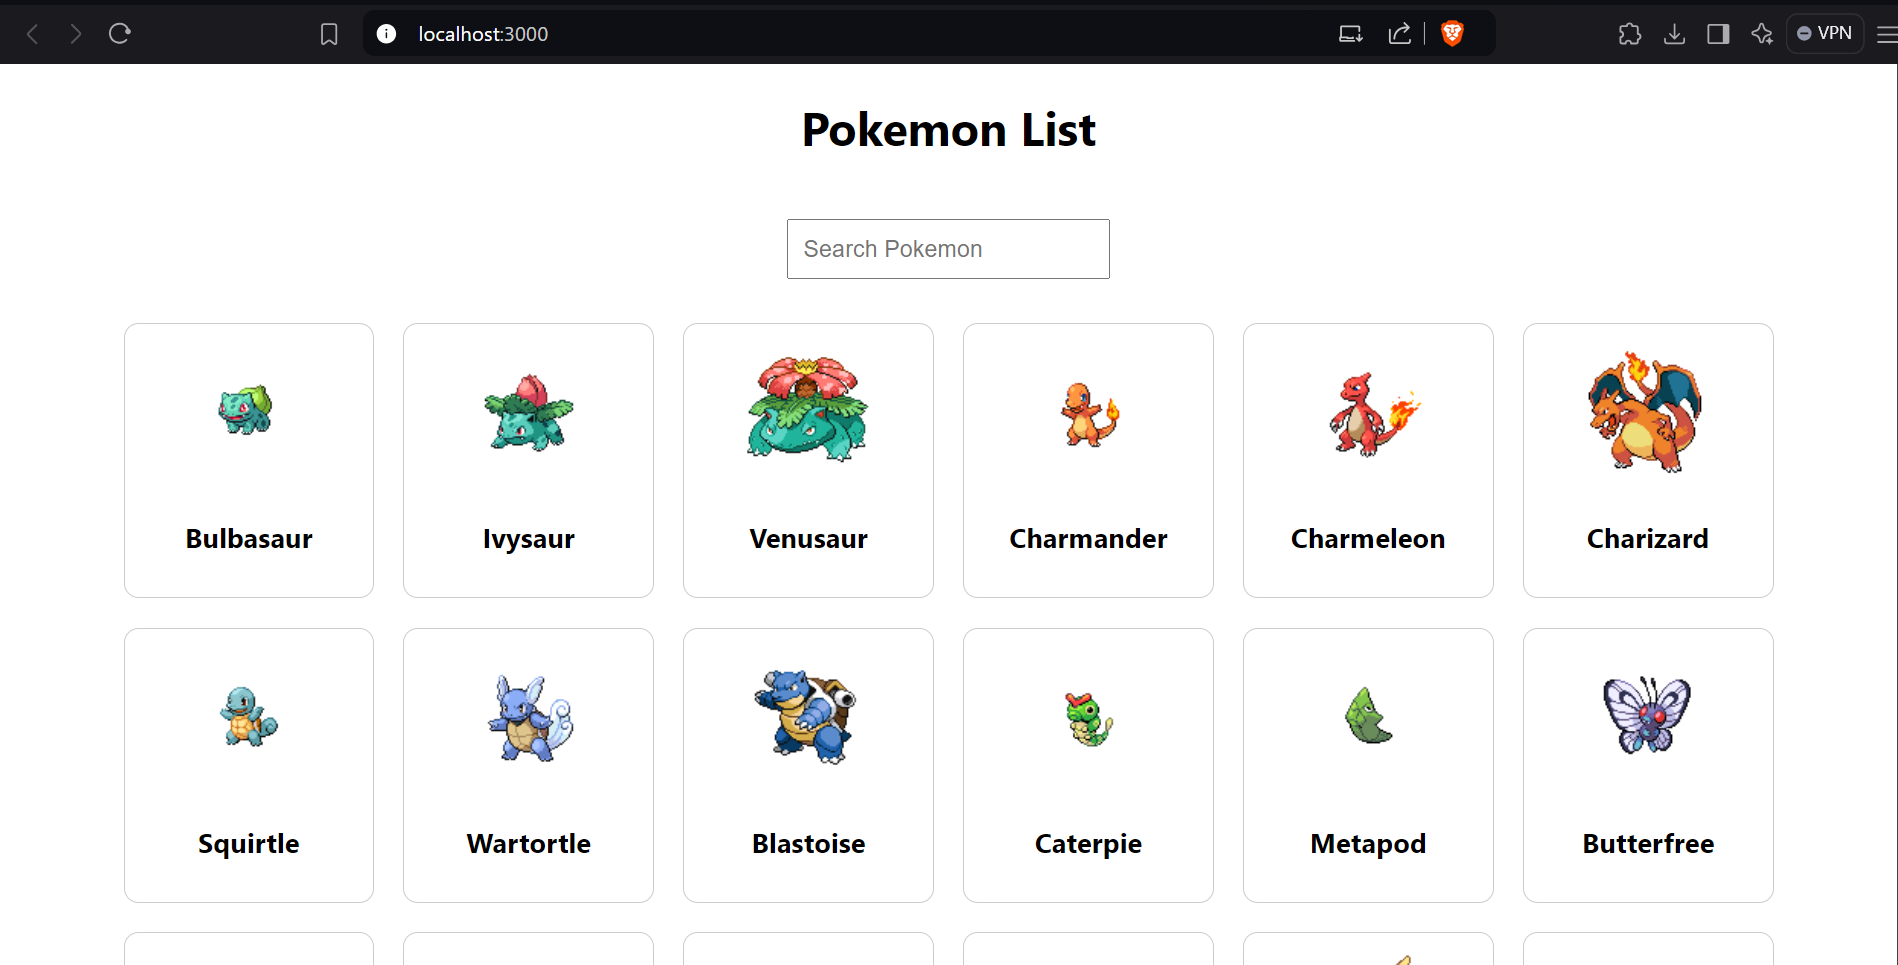 localhost:3000
VPN
Pokemon List
Search Pokemon
Bulbasaur
Ivysaur
Venusaur
Charmander
Charmeleon
Charizard
Squirtle
Wartortle
Blastoise
Caterpie
Metapod
Butterfree